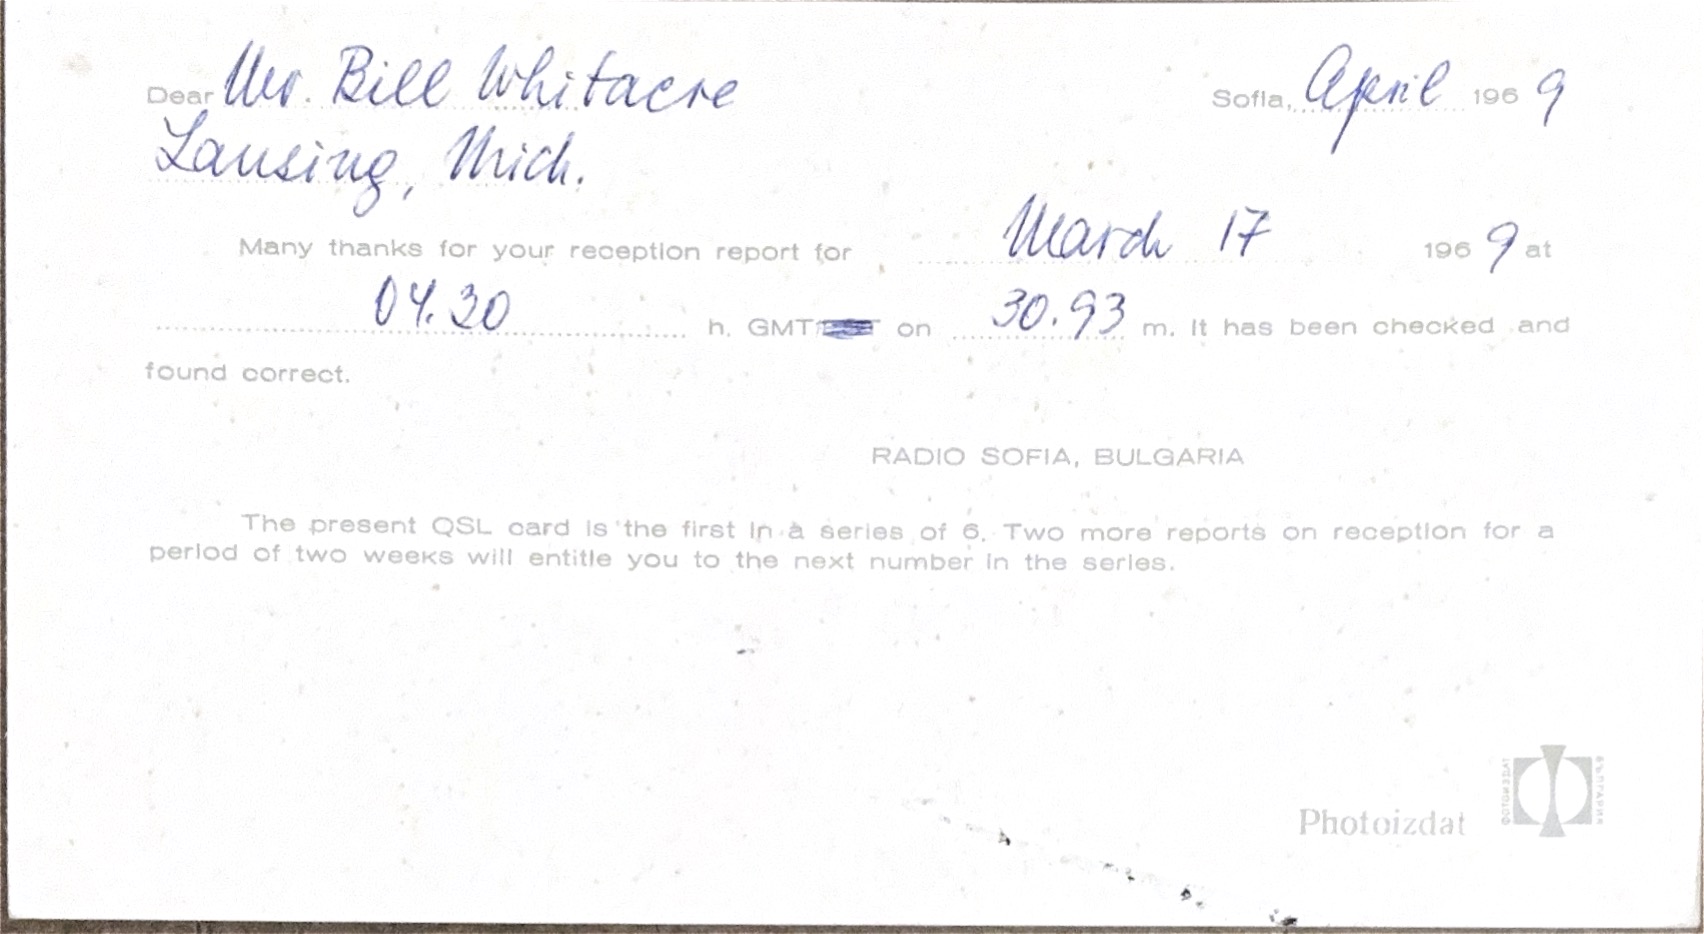 Dear Mr. Bill Whitacre Sofia, April 1969
Lansing, Mich.
Many thanks for your reception report for March 17 1969 at
04.30 h. GMT on 30.93 m. It has been checked and
found correct.
RADIO SOFIA, BULGARIA
The present QSL card is the first in a series of 6. Two more reports on reception for a
period of two weeks will entitle you to the next number in the series.
Photoizdat
ФОТОИЗДАТ
БЪЛГАРИЯ